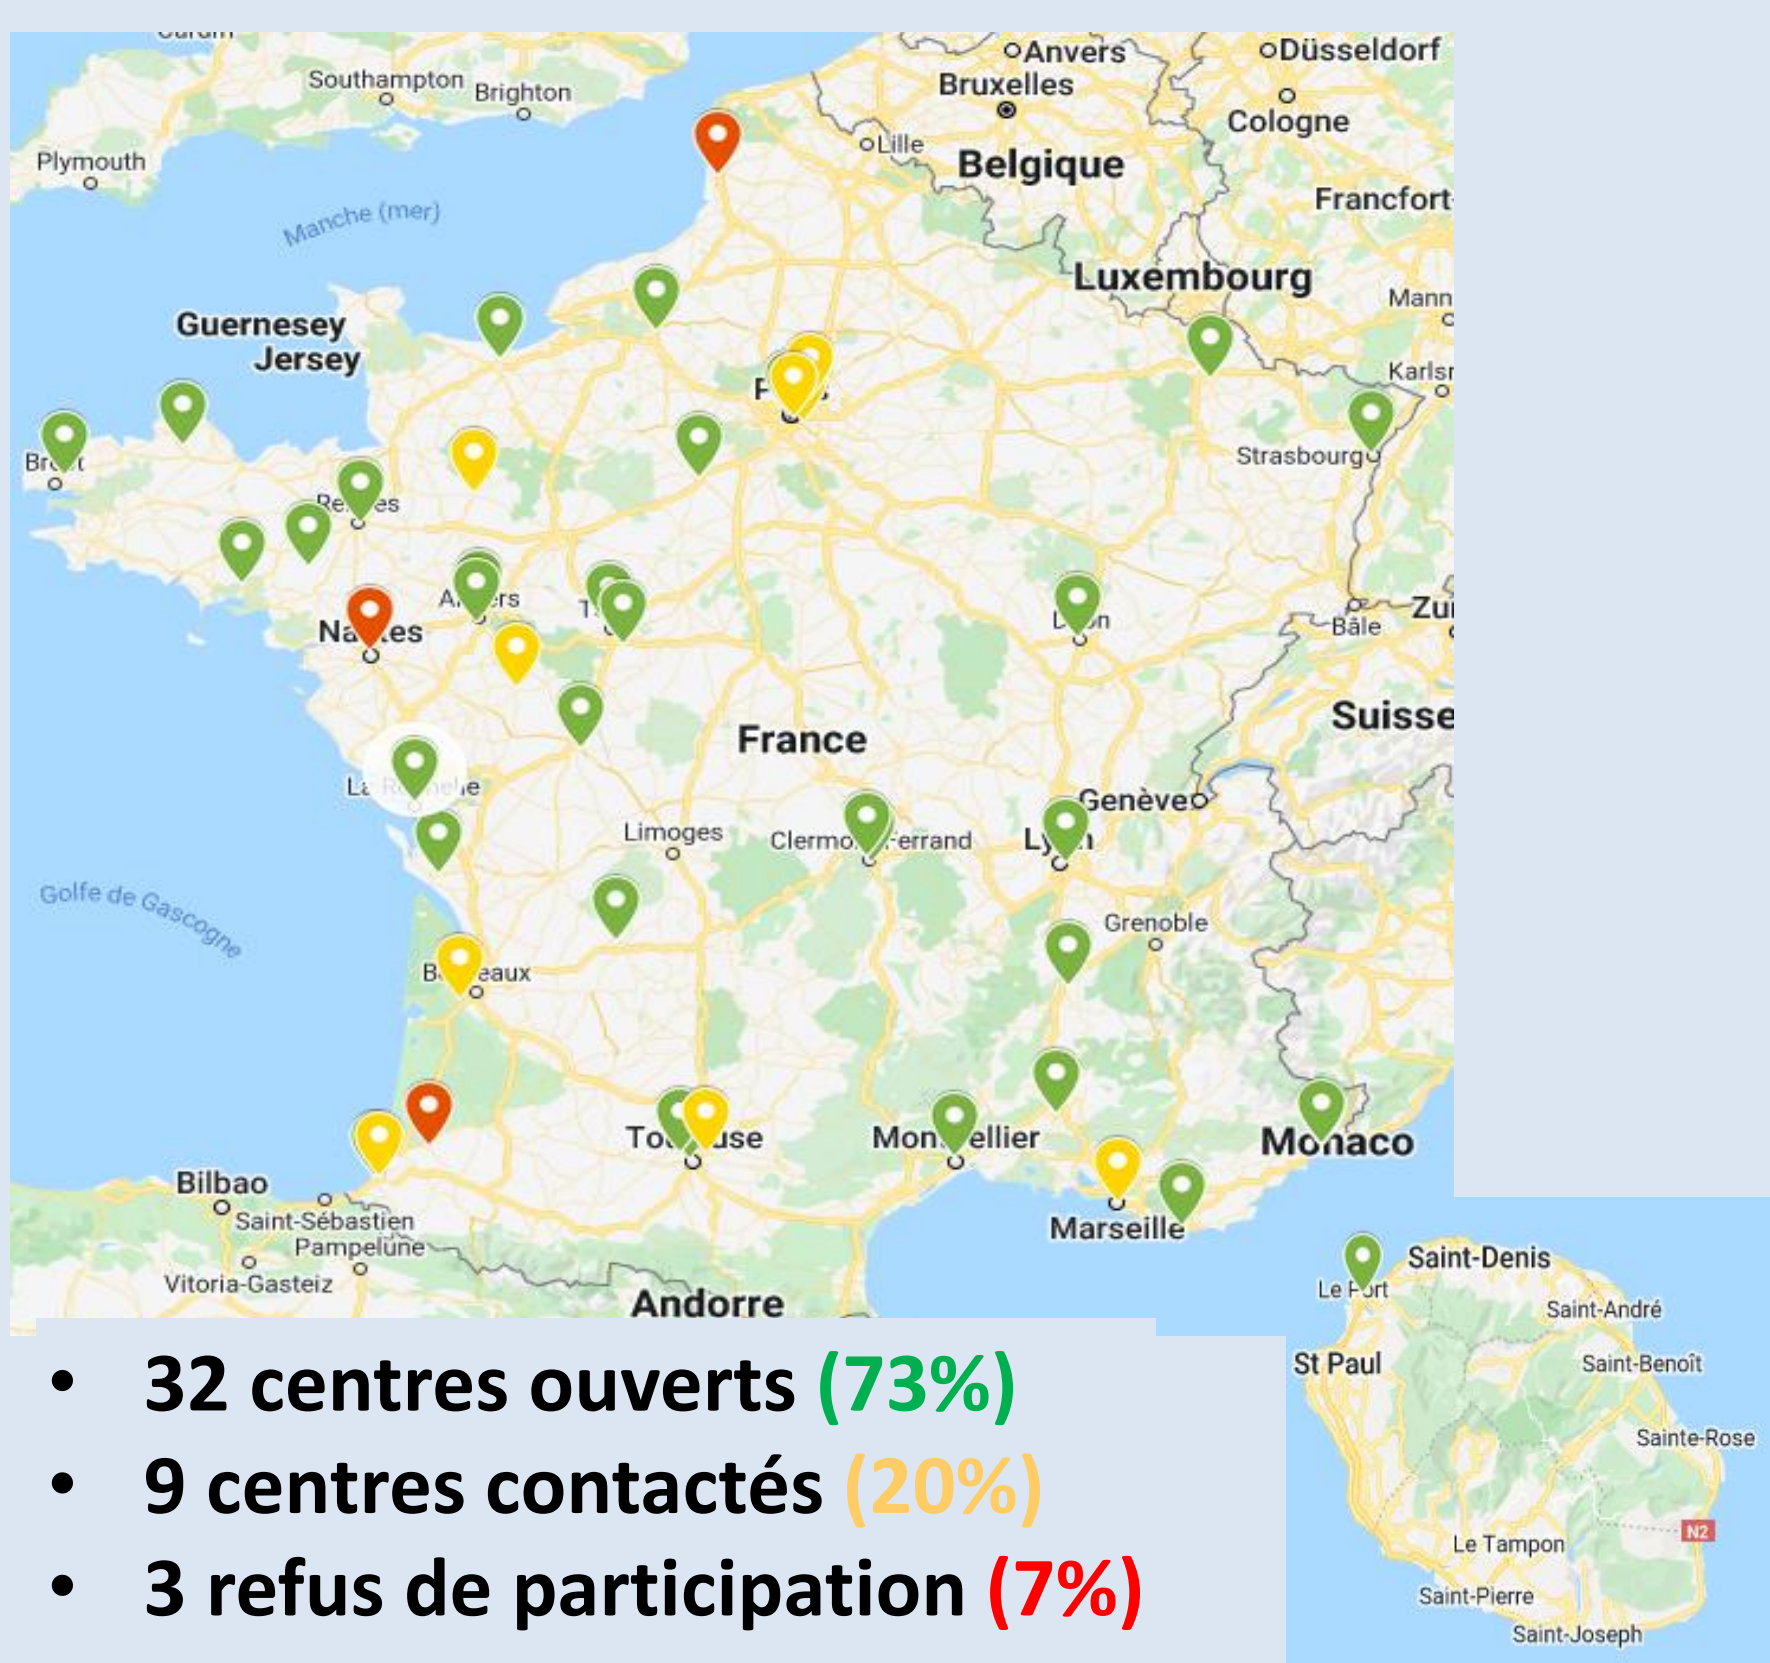 Southampton
Brighton
Plymouth
Anvers
Düsseldorf
Bruxelles
Cologne
Lille
Belgique
Francfort
Manche (mer)
Luxembourg
Mann
Guernesey
Jersey
Karlsr
Strasbourg
Bâle
Zu
Suisse
France
Genève
Limoges
Grenoble
Golfe de Gascogne
Monaco
Bilbao
Saint-Sébastien
Pampelune
Vitoria-Gasteiz
Marseille
Andorre
Saint-Denis
Saint-André
St Paul
Saint-Benoît
Sainte-Rose
N2
Le Tampon
Saint-Pierre
Saint-Joseph
• 32 centres ouverts (73%)
• 9 centres contactés (20%)
• 3 refus de participation (7%)